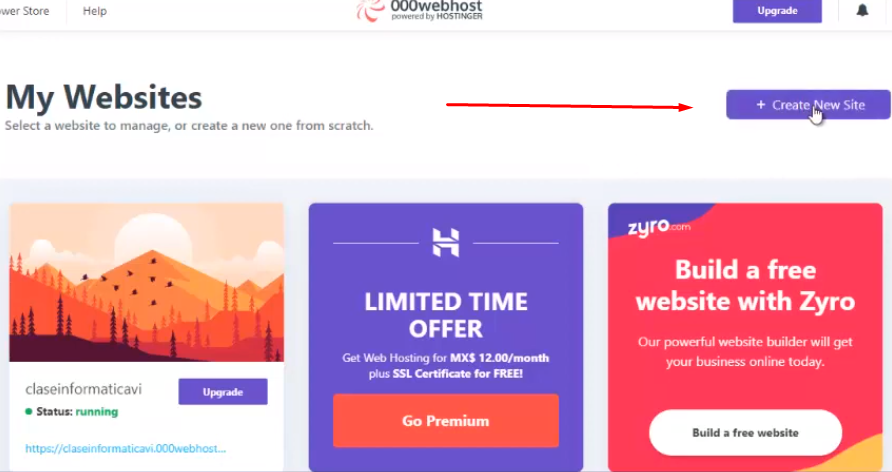 wer Store
Help
000webhost
powered by HOSTINGER
Upgrade
My Websites
Select a website to manage, or create a new one from scratch.
+ Create New Site
LIMITED TIME
OFFER
Get Web Hosting for MX$ 12.00/month
plus SSL Certificate for FREE!
Go Premium
zyro.com
Build a free
website with Zyro
Our powerful website builder will get
your business online today.
Build a free website
claseinformaticavi
Upgrade
Status: running
https://claseinformaticavi.000webhost...